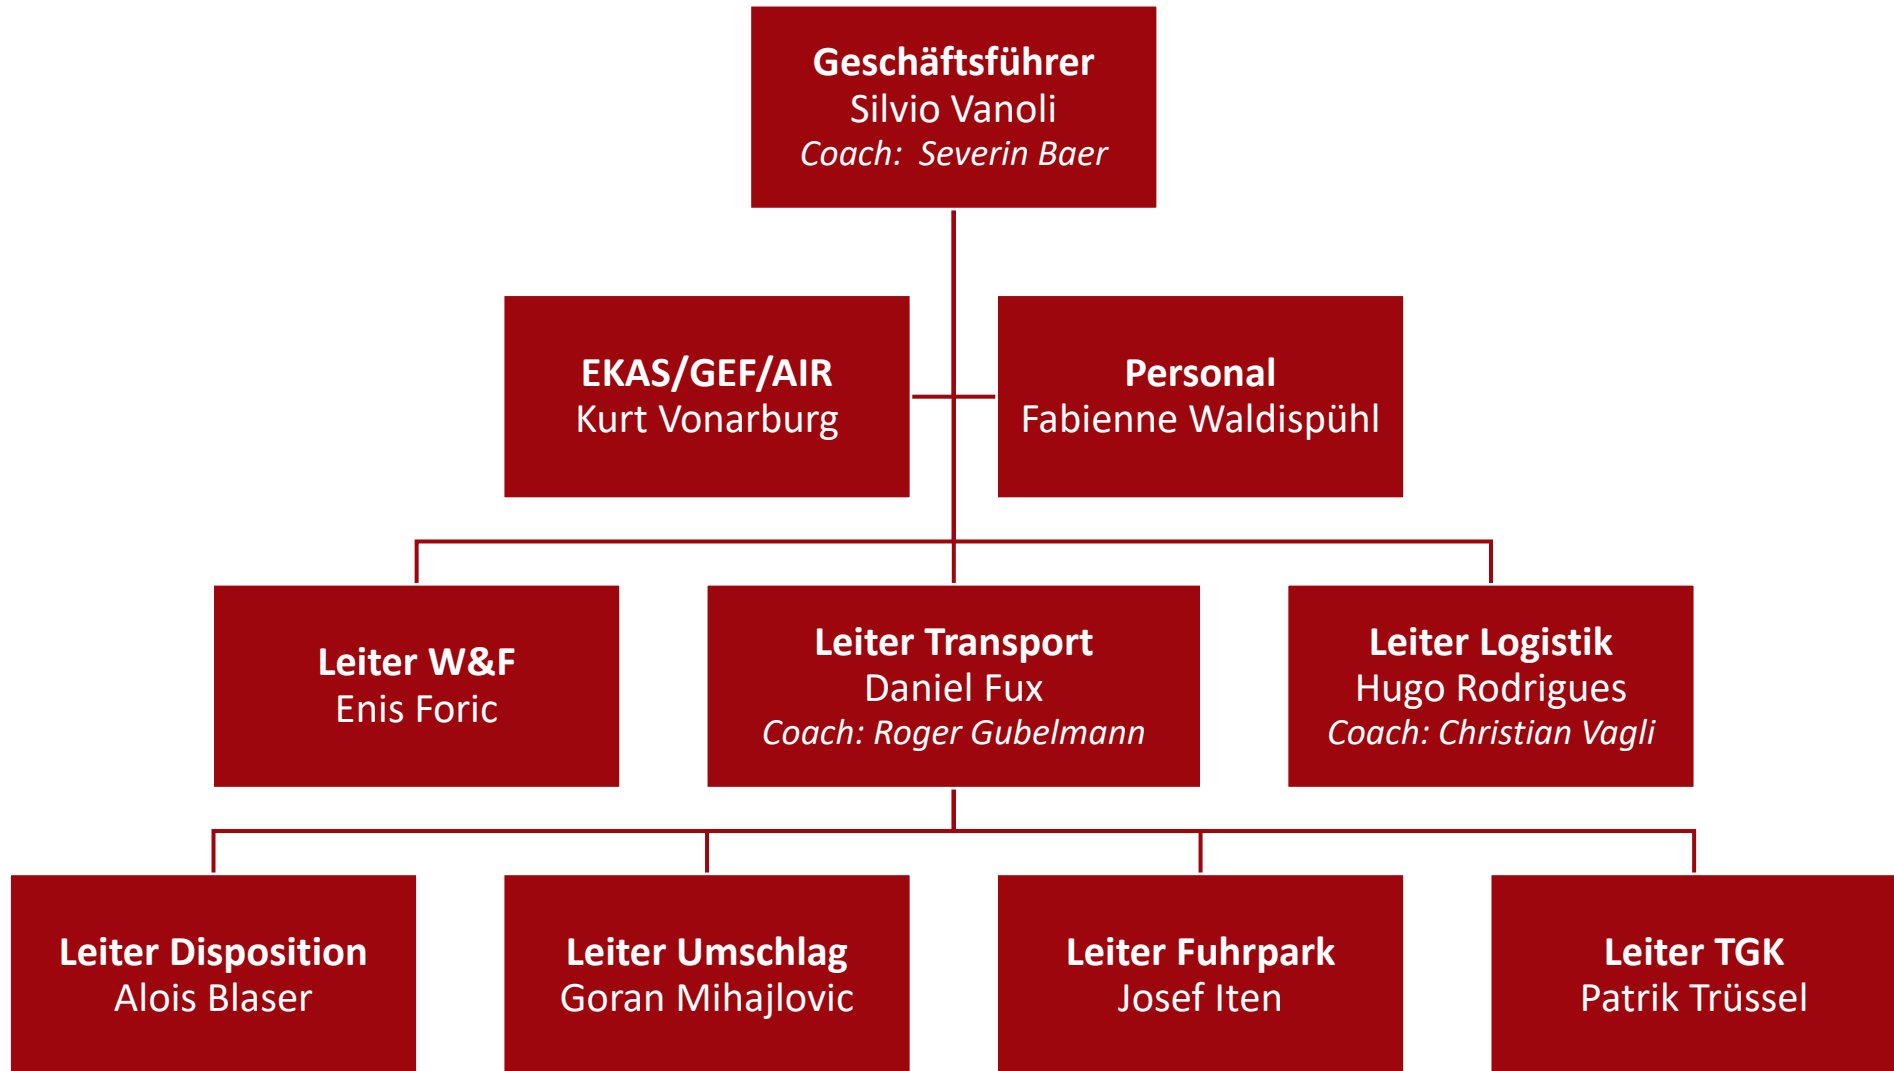 Geschäftsführer
Silvio Vanoli
Coach:  Severin Baer
EKAS/GEF/AIR
Kurt Vonarburg
Personal
Fabienne Waldispühl
Leiter W&F
Enis Foric
Leiter Transport
Daniel Fux
Coach: Roger Gubelmann
Leiter Logistik
Hugo Rodrigues
Coach: Christian Vagli
Leiter Disposition
Alois Blaser
Leiter Umschlag
Goran Mihajlovic
Leiter Fuhrpark
Josef Iten
Leiter TGK
Patrik Trüssel